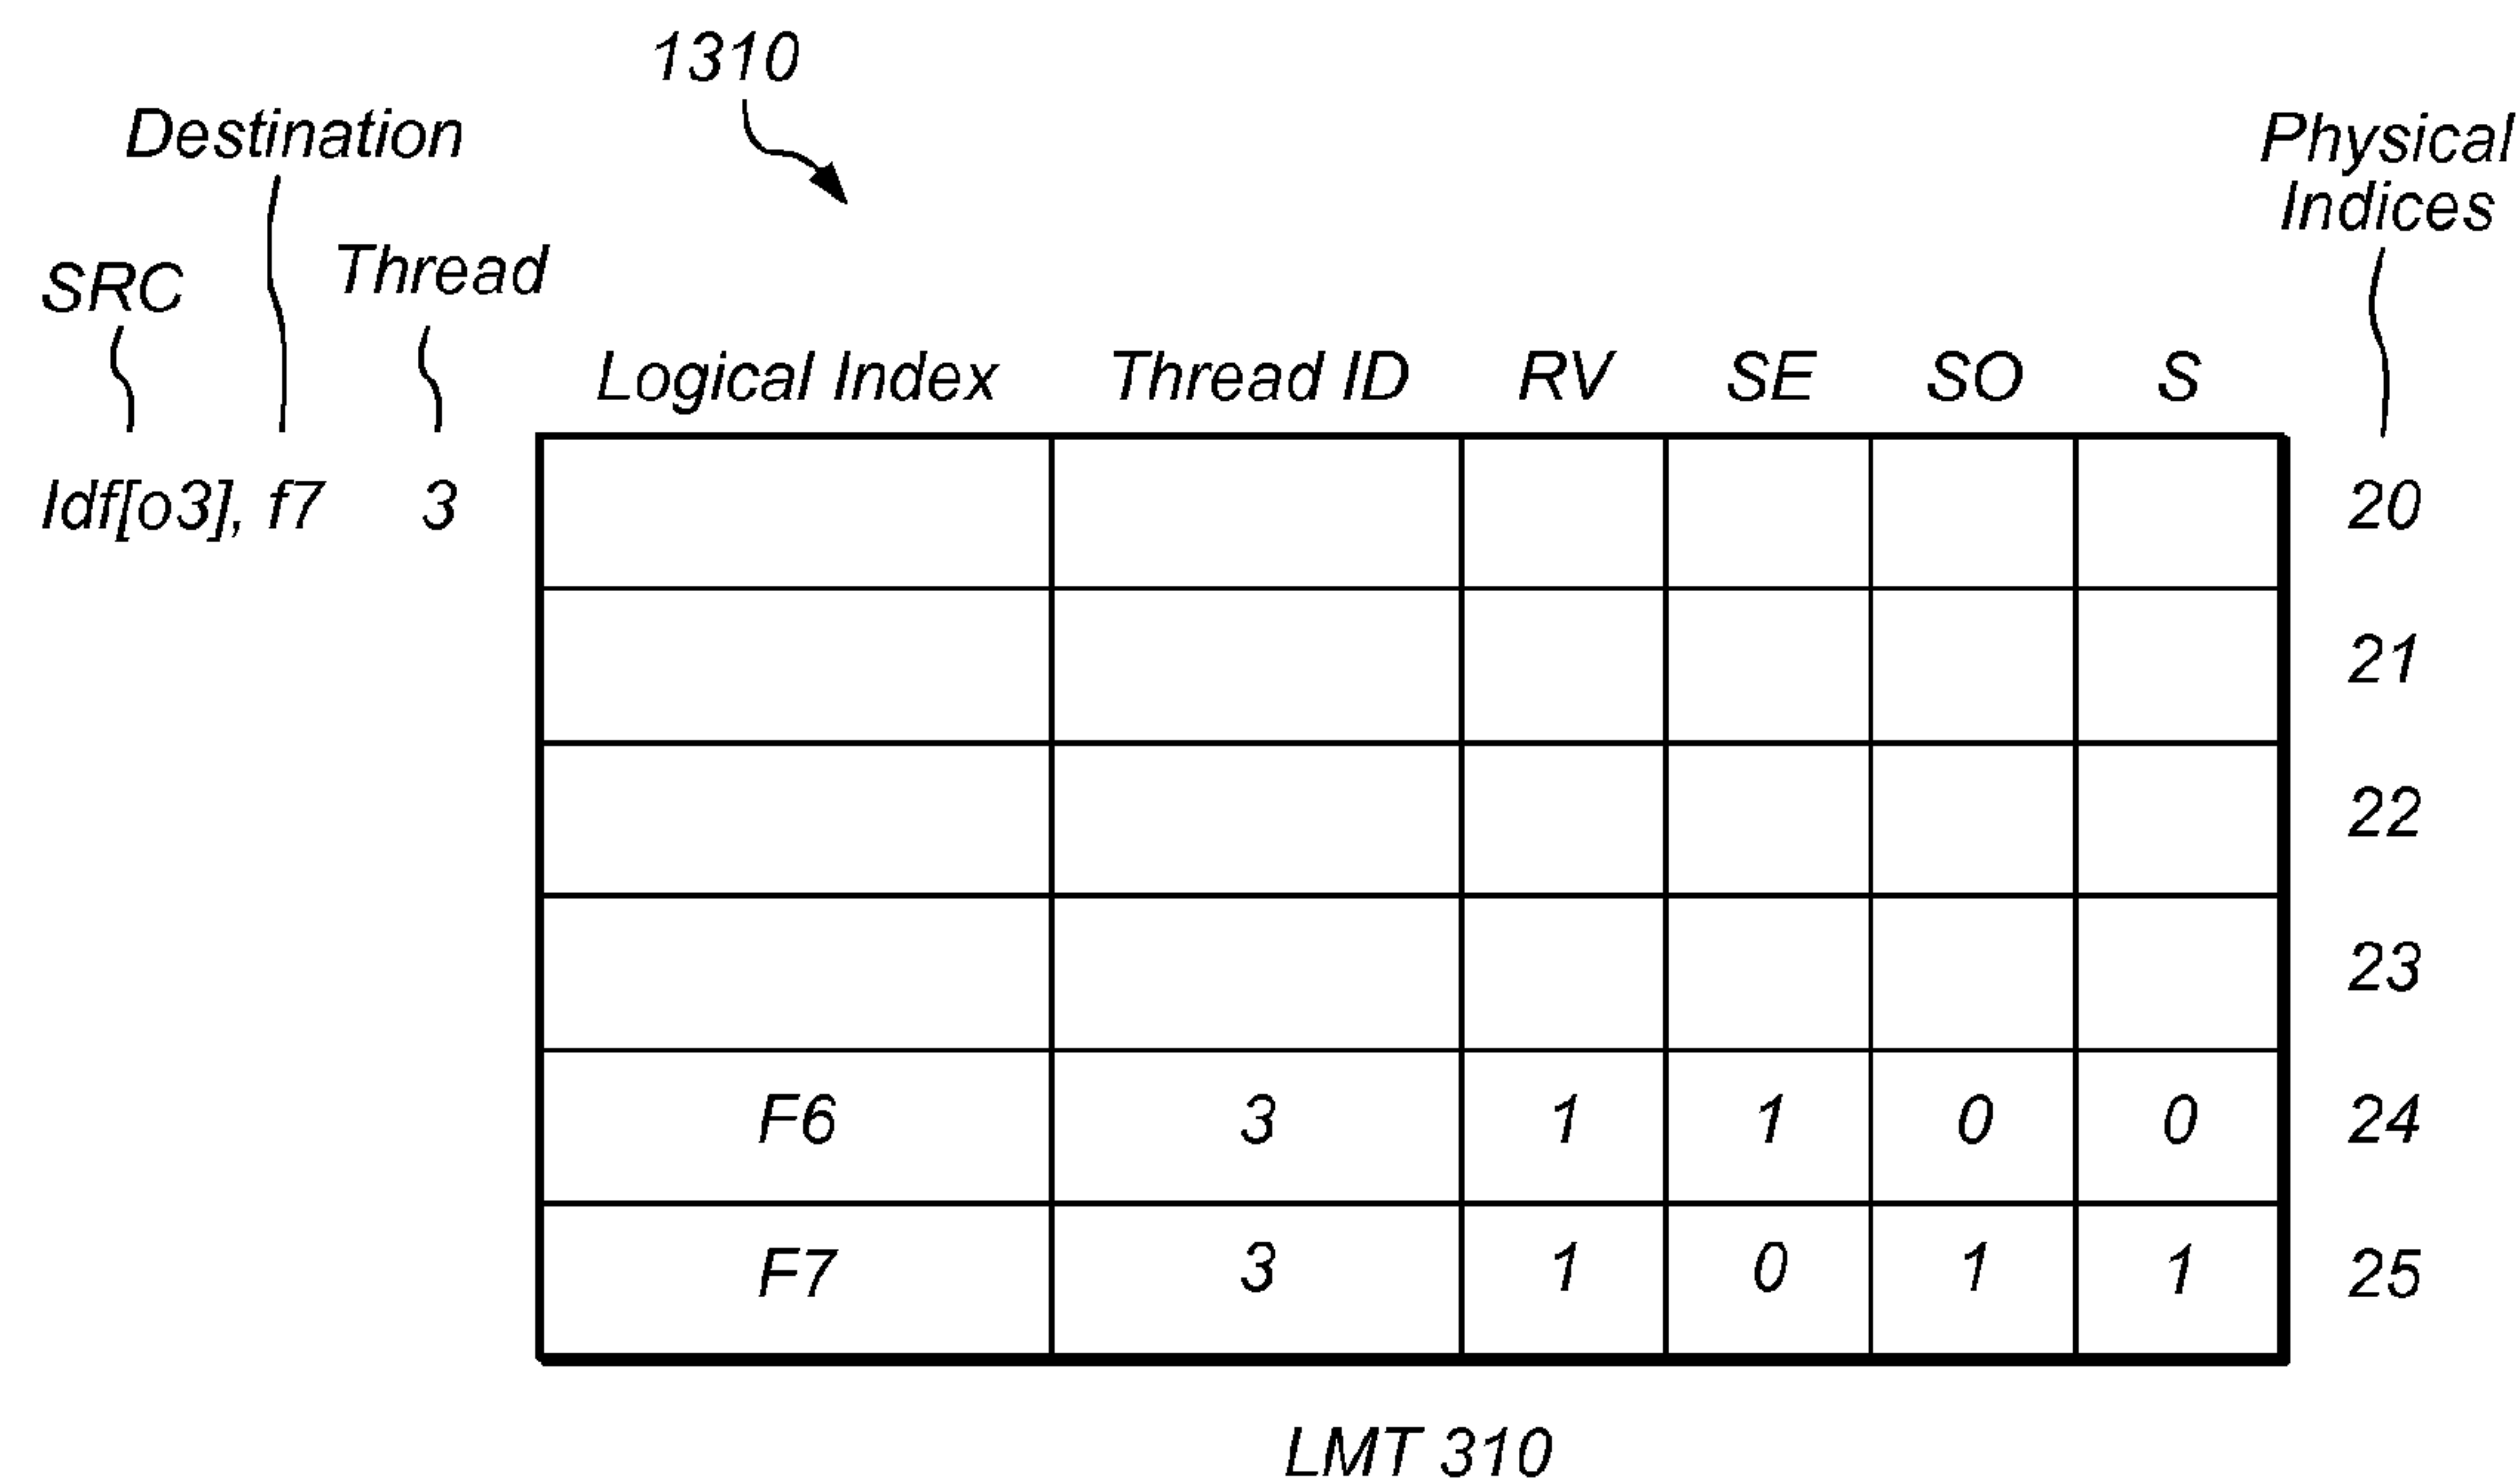 1310
Destination
Physical
Indices
SRC
Thread
Logical Index Thread ID RV SE SO S
ldf[o3], f7 3 20
21
22
23
F6 3 1 1 0 0 24
F7 3 1 0 1 1 25
LMT 310